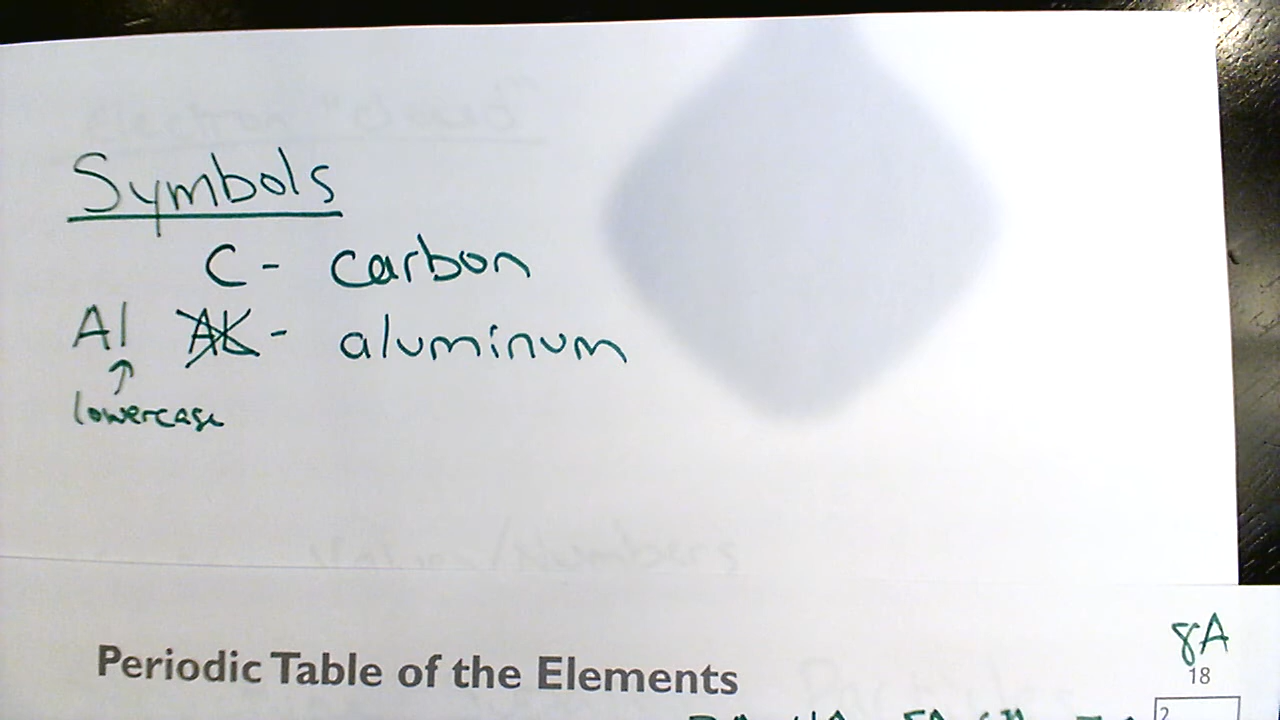 Symbols
C - carbon
Al AL - aluminum
↑
lowercase
Periodic Table of the Elements
8A
18
2